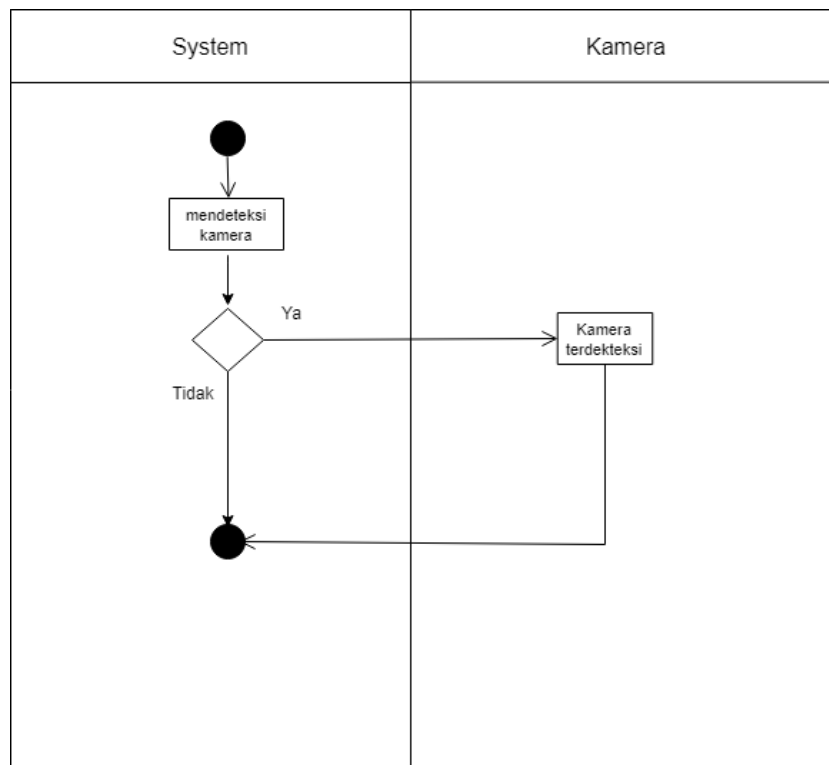 System
Kamera
mendeteksi
kamera
Ya
Kamera
terdekteksi
Tidak